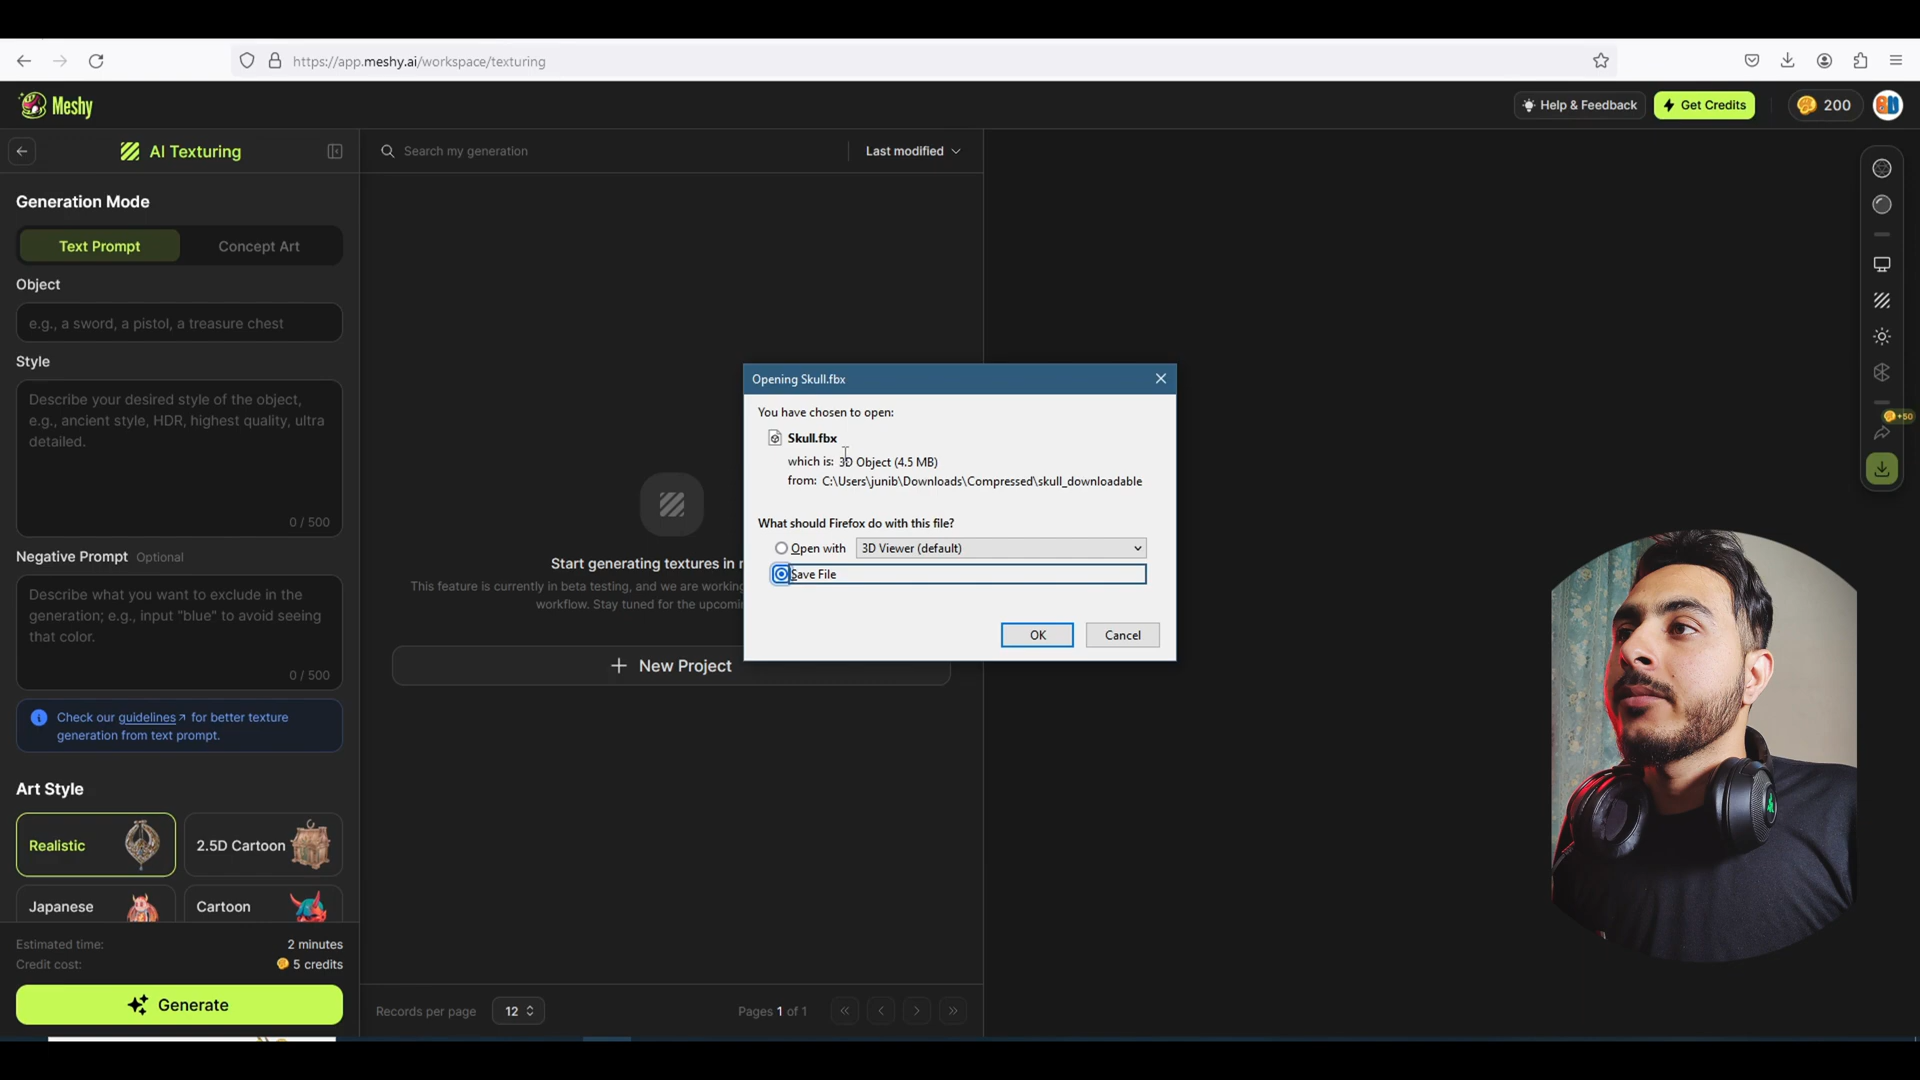 https://app.meshy.ai/workspace/texturing
Meshy
Help & Feedback
Get Credits
200
AI Texturing
Search my generation
Last modified
Generation Mode
Text Prompt
Concept Art
Object
e.g., a sword, a pistol, a treasure chest
Style
Describe your desired style of the object,
e.g., ancient style, HDR, highest quality, ultra
detailed.
0 / 500
Negative Prompt Optional
Describe what you want to exclude in the
generation; e.g., input "blue" to avoid seeing
that color.
0 / 500
Check our guidelines↗ for better texture
generation from text prompt.
Art Style
Realistic
2.5D Cartoon
Japanese
Cartoon
Estimated time:
2 minutes
Credit cost:
5 credits
Generate
Start generating textures in
This feature is currently in beta testing, and we are working
workflow. Stay tuned for the
New Project
Records per page
12
Pages 1 of 1
Opening Skull.fbx
You have chosen to open:
Skull.fbx
which is: 3D Object (4.5 MB)
from: C:\Users\junib\Downloads\Compressed\skull_downloadable
What should Firefox do with this file?
Open with
3D Viewer (default)
Save File
OK
Cancel
+50